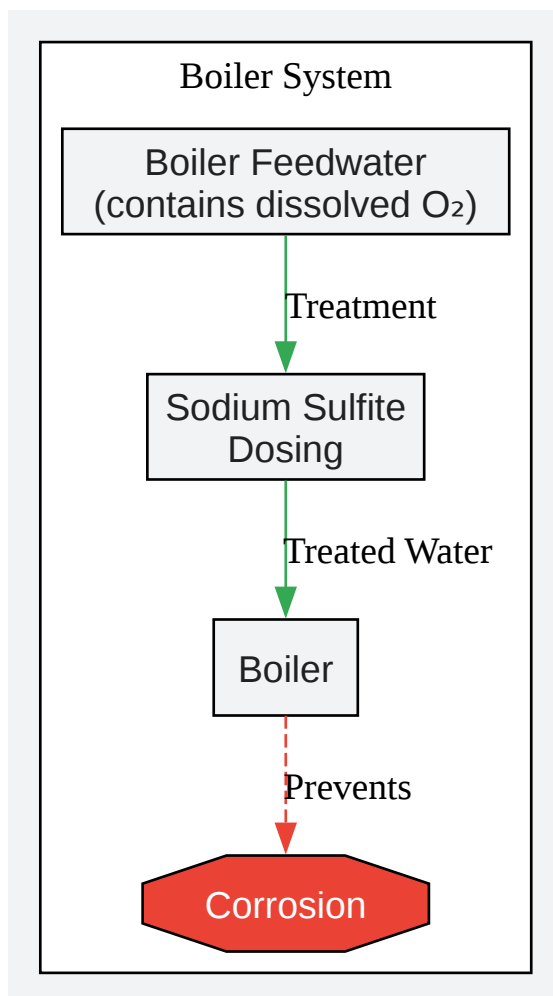 Boiler System
Boiler Feedwater
(contains dissolved O₂)
Treatment
Sodium Sulfite
Dosing
Treated Water
Boiler
Prevents
Corrosion